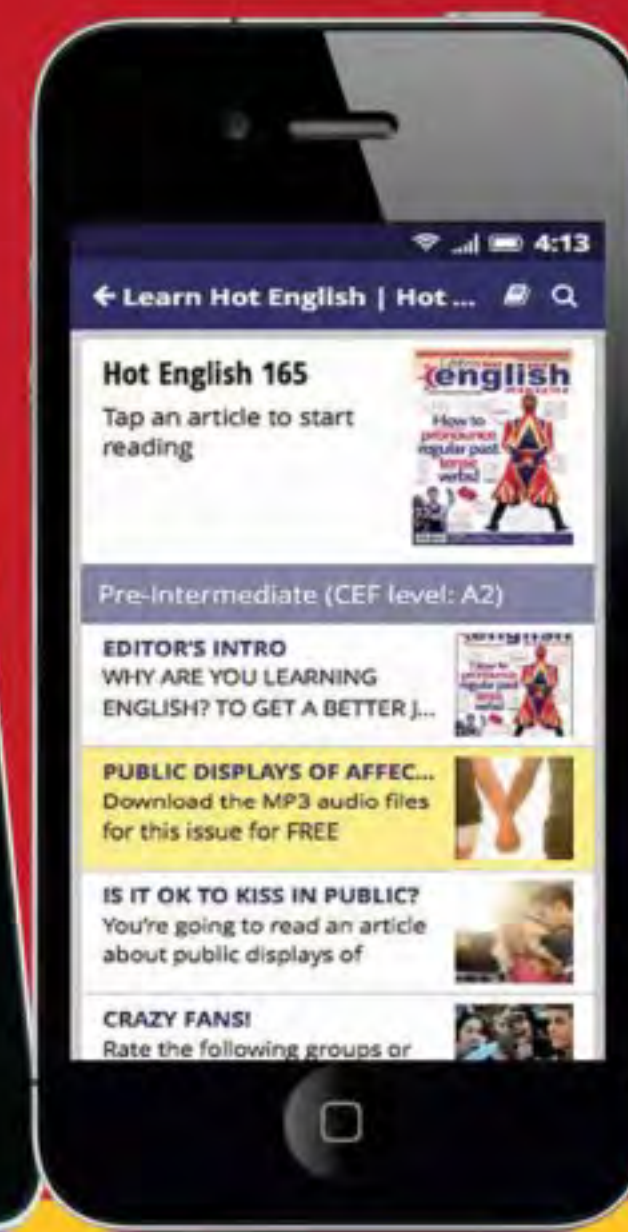 4:13
← Learn Hot English | Hot ...
Hot English 165
Tap an article to start
reading
english
How to
pronounce
regular past
tense
verbs!
Pre-Intermediate (CEF level: A2)
EDITOR'S INTRO
WHY ARE YOU LEARNING
ENGLISH? TO GET A BETTER J...
english
PUBLIC DISPLAYS OF AFFEC...
Download the MP3 audio files
for this issue for FREE
IS IT OK TO KISS IN PUBLIC?
You're going to read an article
about public displays of
CRAZY FANS!
Rate the following groups or